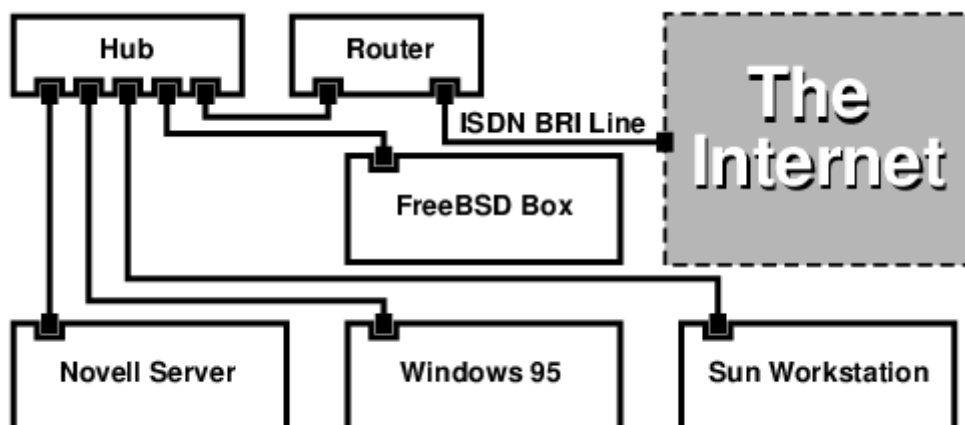 Hub
Router
The
Internet
ISDN BRI Line
FreeBSD Box
Novell Server
Windows 95
Sun Workstation